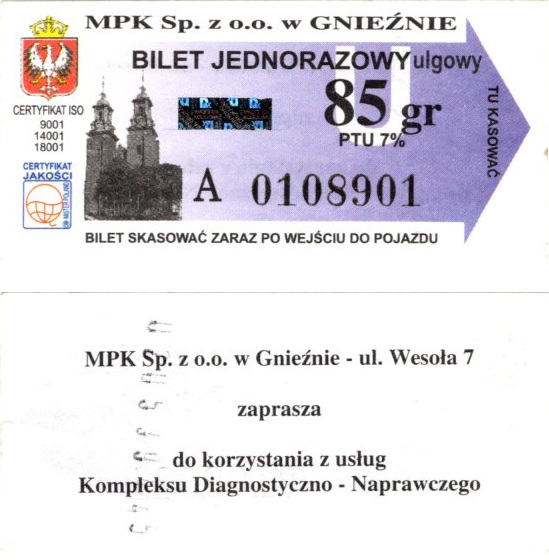 MPK Sp. z o.o. w GNIEŹNIE
BILET JEDNORAZOWY ulgowy
U
85 gr
PTU 7%
TU KASOWAĆ
CERTYFIKAT ISO
9001
14001
18001
CERTYFIKAT
JAKOŚCI
A 0108901
BILET SKASOWAĆ ZARAZ PO WEJŚCIU DO POJAZDU
MPK Sp. z o.o. w Gnieźnie - ul. Wesoła 7
zaprasza
do korzystania z usług
Kompleksu Diagnostyczno - Naprawczego